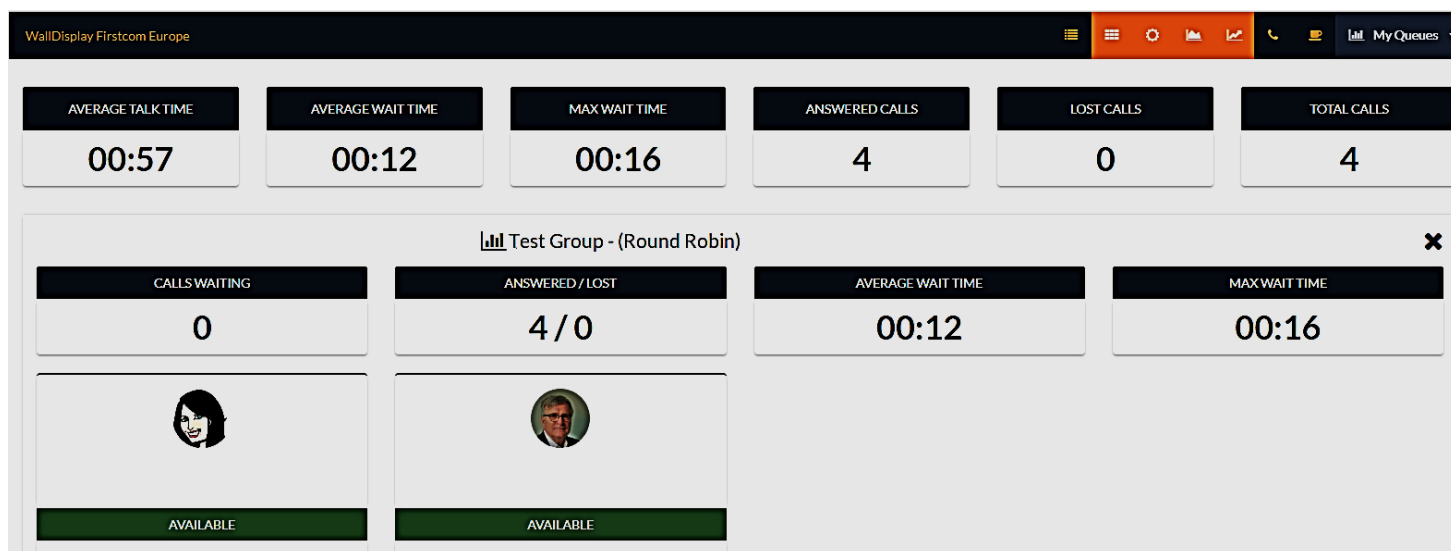 WallDisplay Firstcom Europe
My Queues
AVERAGE TALK TIME
AVERAGE WAIT TIME
MAX WAIT TIME
ANSWERED CALLS
LOST CALLS
TOTAL CALLS
00:57
00:12
00:16
4
0
4
Test Group - (Round Robin)
CALLS WAITING
ANSWERED / LOST
AVERAGE WAIT TIME
MAX WAIT TIME
0
4 / 0
00:12
00:16
AVAILABLE
AVAILABLE